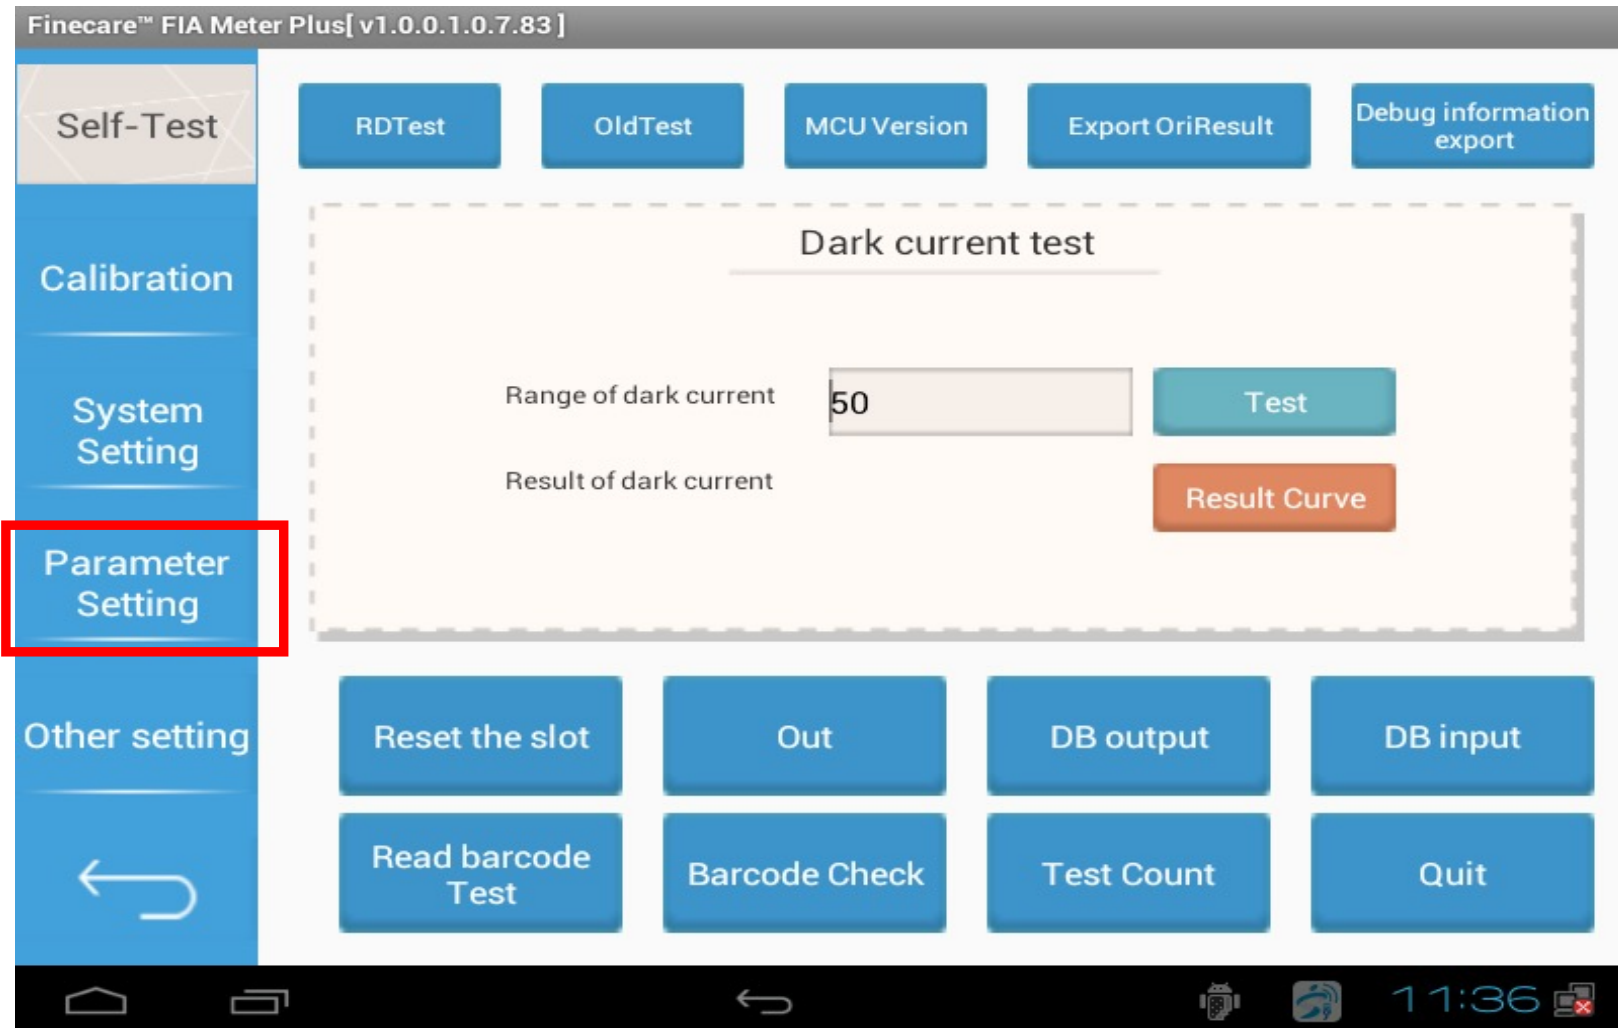 Finecare™ FIA Meter Plus[ v1.0.0.1.0.7.83 ]
Self-Test
Calibration
System
Setting
Parameter
Setting
Other setting
RDTest
OldTest
MCU Version
Export OriResult
Debug information
export
Dark current test
Range of dark current
50
Test
Result of dark current
Result Curve
Reset the slot
Out
DB output
DB input
Read barcode
Test
Barcode Check
Test Count
Quit
11:36